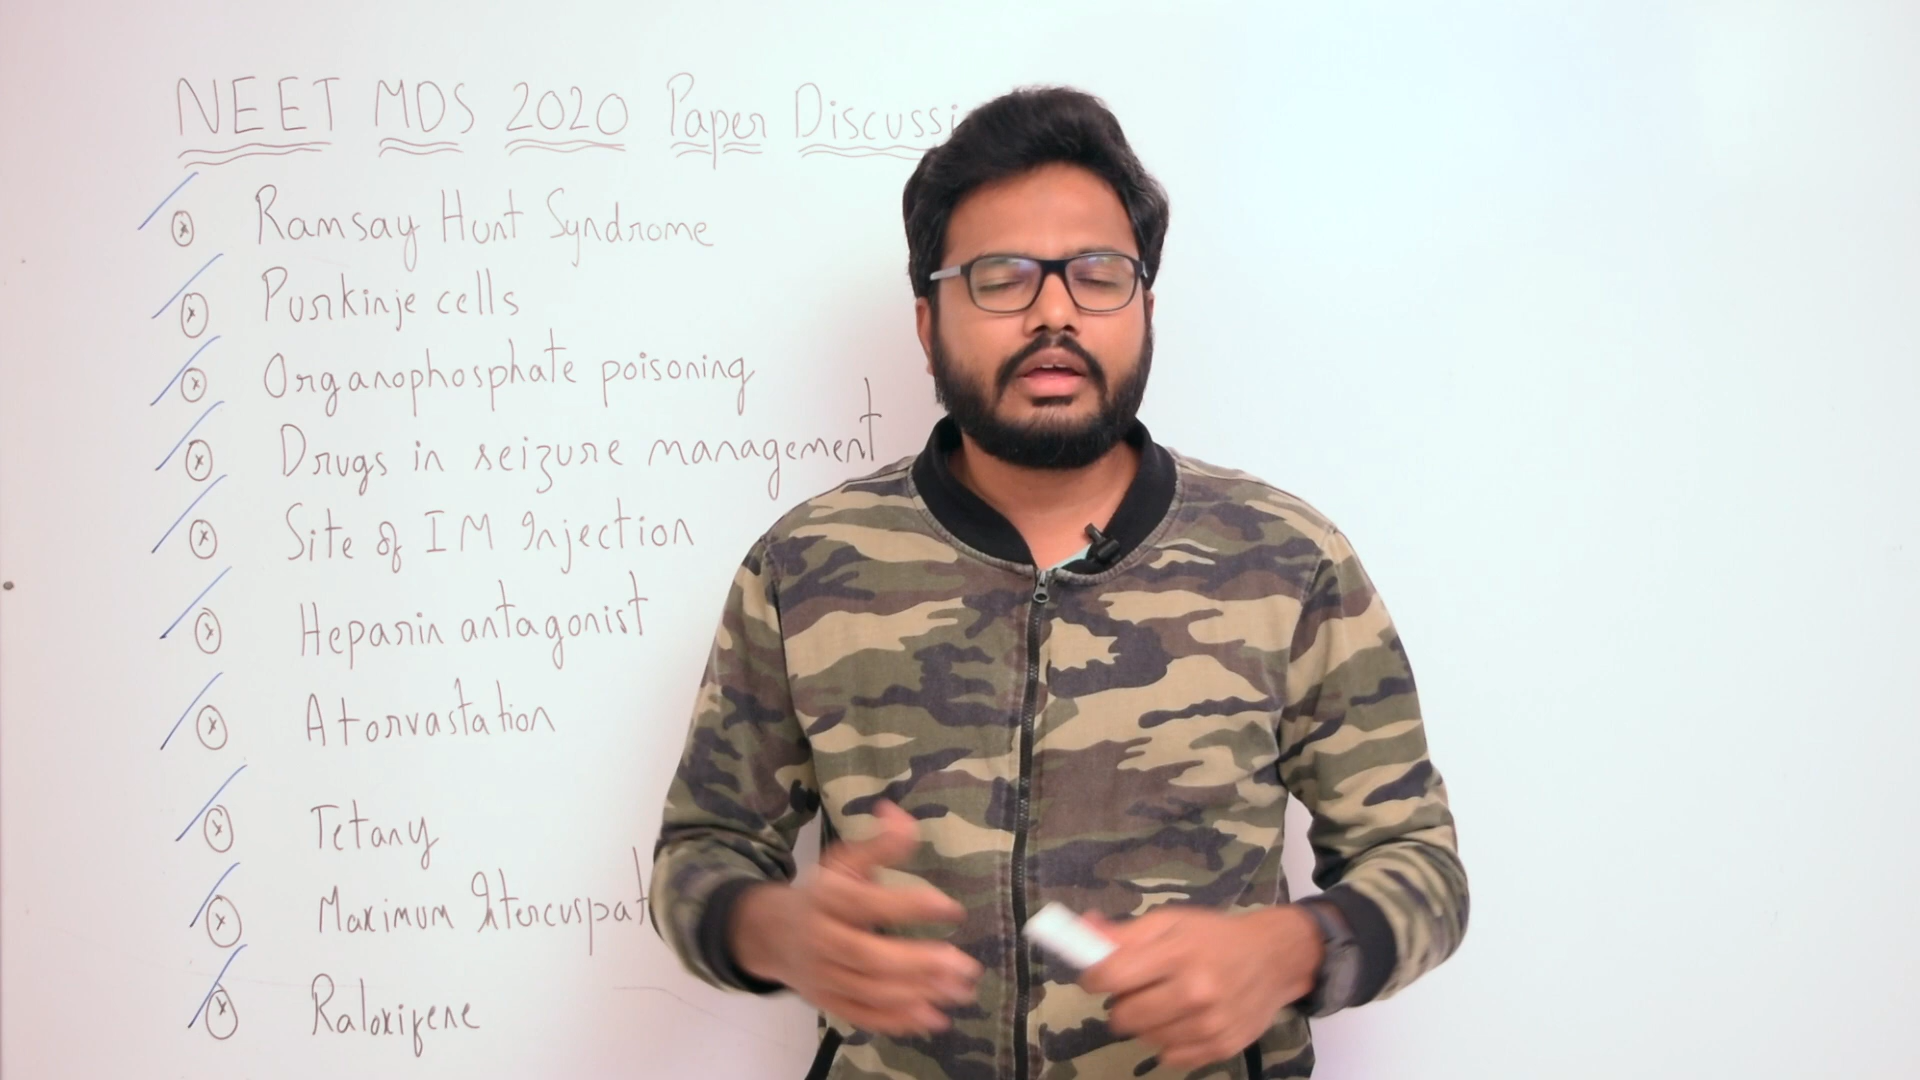 NEET MDS 2020 Paper Discussi
Ramsay Hunt Syndrome
Purkinje cells
Organophosphate poisoning
Drugs in seizure management
Site of IM Injection
Heparin antagonist
Atorvastation
Tetany
Maximum Intercuspat
Raloxifene